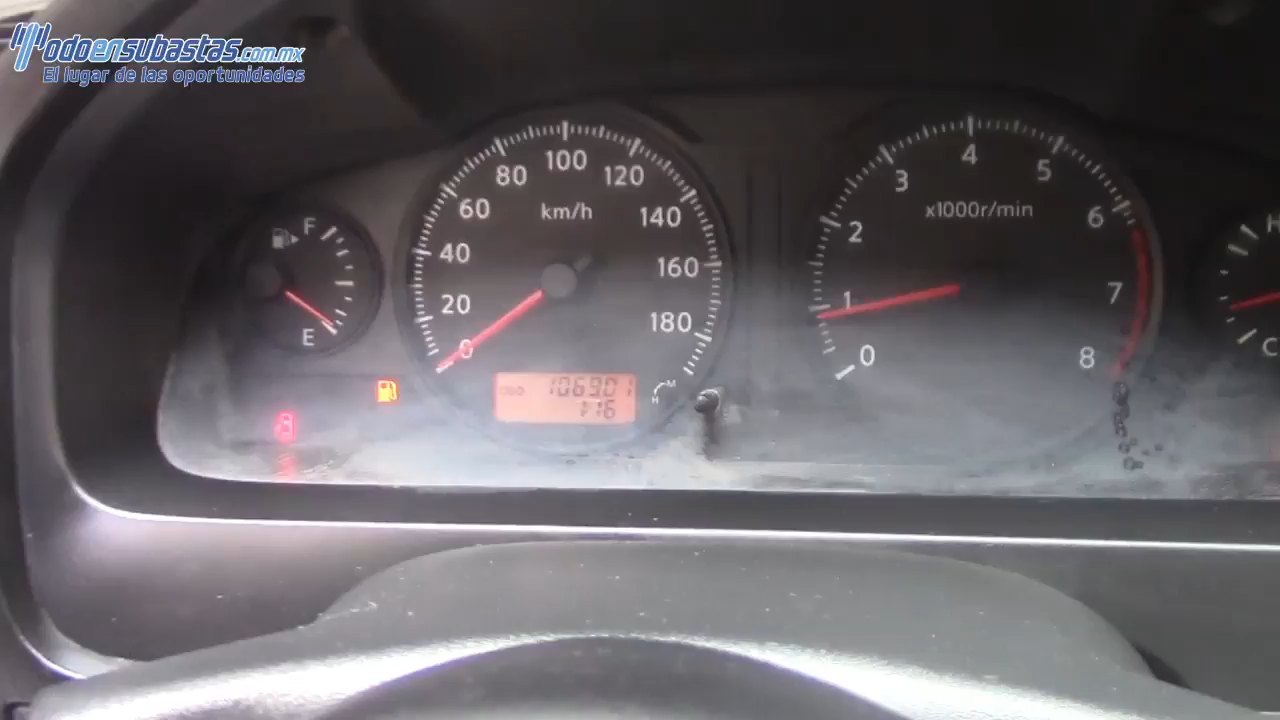 Todoensubastas.com.mx
El lugar de las oportunidades
F
E
0
20
40
60
80
100
120
140
160
180
km/h
ODO 106901
0
1
2
3
4
5
6
7
8
x1000r/min
H
C
M
H